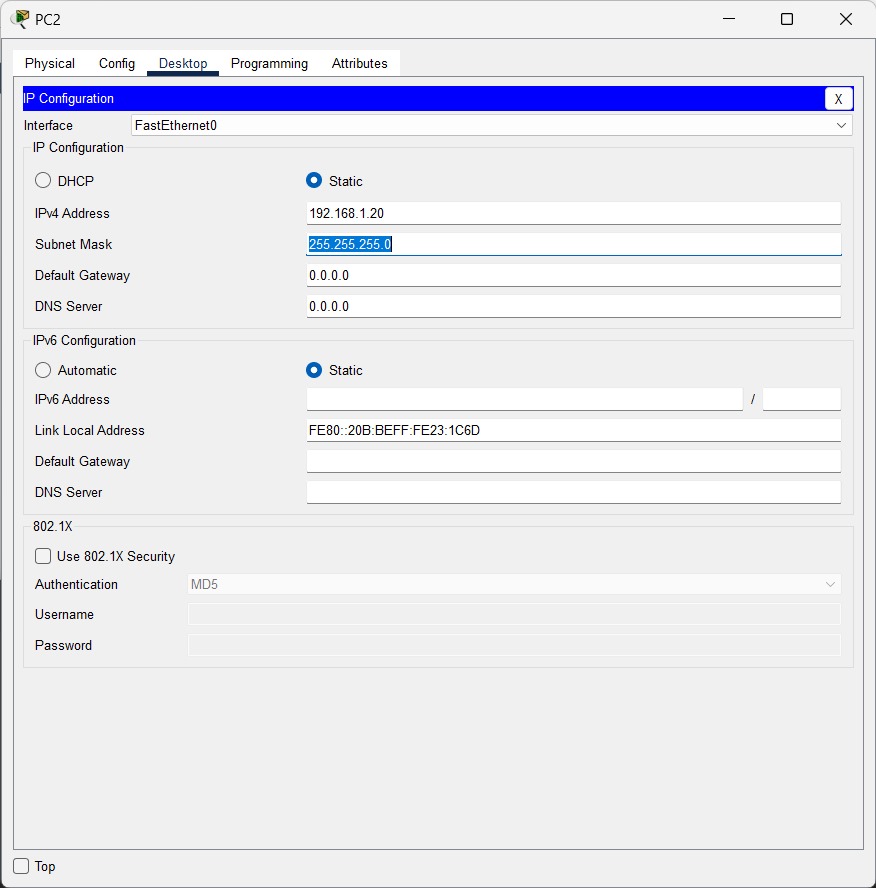 PC2
Physical Config Desktop Programming Attributes
IP Configuration X
Interface FastEthernet0
IP Configuration
DHCP Static
IPv4 Address 192.168.1.20
Subnet Mask 255.255.255.0
Default Gateway 0.0.0.0
DNS Server 0.0.0.0
IPv6 Configuration
Automatic Static
IPv6 Address /
Link Local Address FE80::20B:BEFF:FE23:1C6D
Default Gateway
DNS Server
802.1X
Use 802.1X Security
Authentication MD5
Username
Password
Top